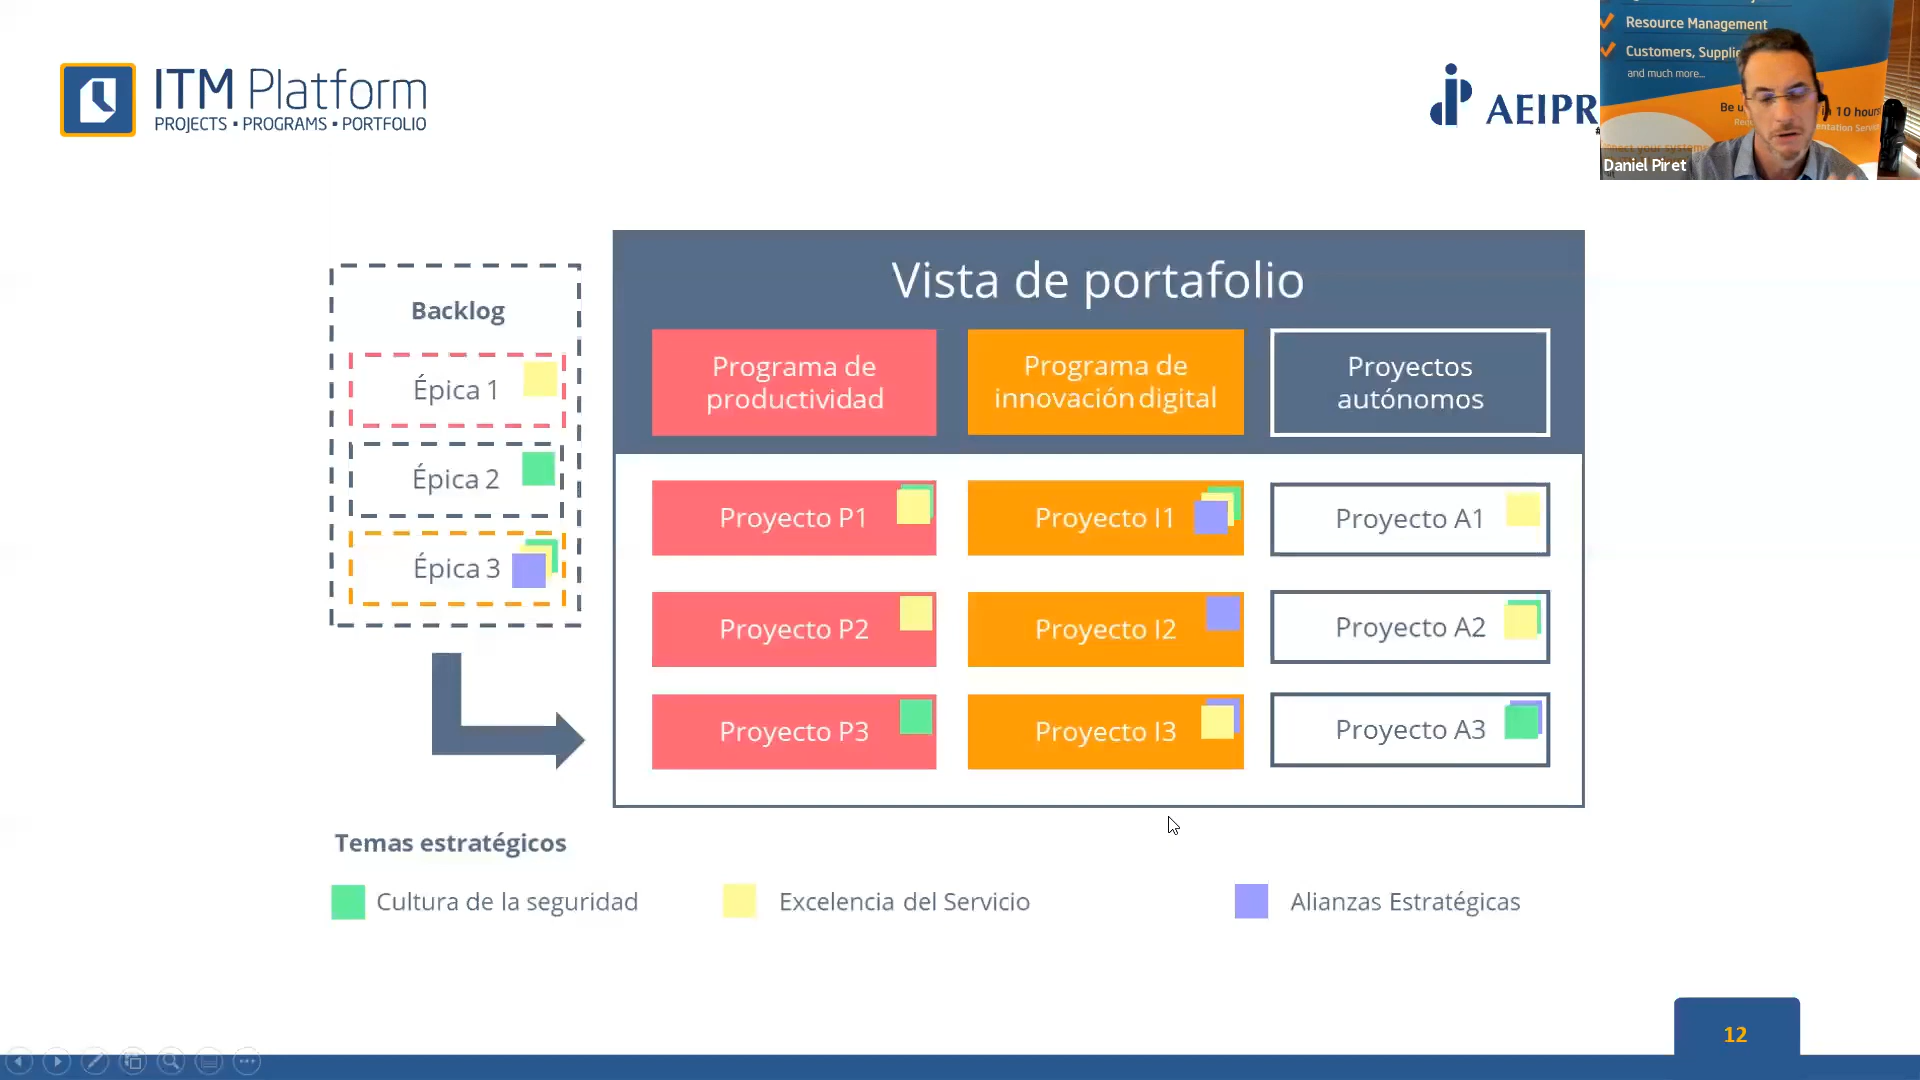 ITM Platform
PROJECTS ▪ PROGRAMS ▪ PORTFOLIO
AEIPR
Resource Management
Customers, Supplie
and much more...
Be u
in 10 hours
Daniel Piret
Vista de portafolio
Backlog
Épica 1
Épica 2
Épica 3
Programa de
productividad
Programa de
innovación digital
Proyectos
autónomos
Proyecto P1
Proyecto I1
Proyecto A1
Proyecto P2
Proyecto I2
Proyecto A2
Proyecto P3
Proyecto I3
Proyecto A3
Temas estratégicos
Cultura de la seguridad
Excelencia del Servicio
Alianzas Estratégicas
12